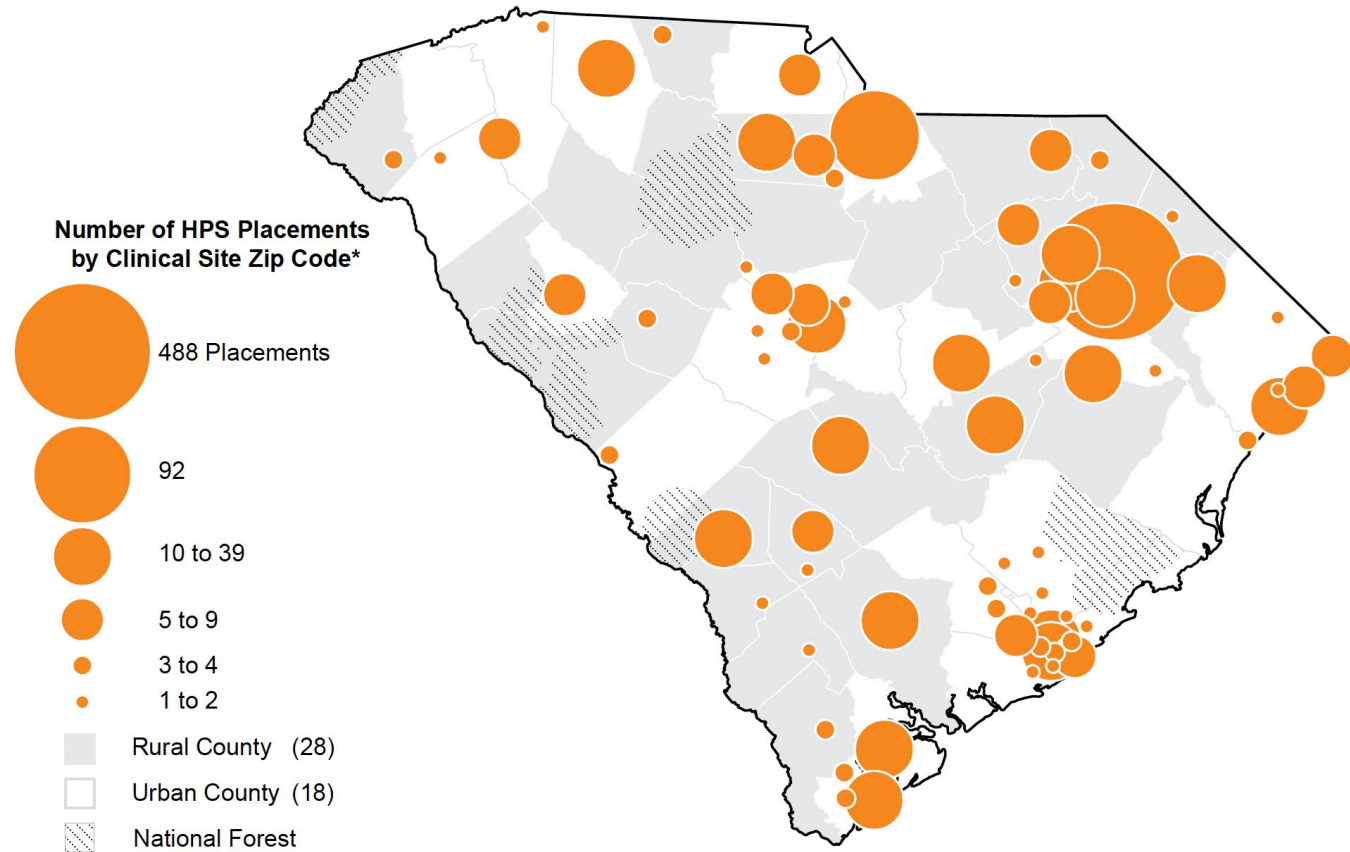 Number of HPS Placements
by Clinical Site Zip Code*
488 Placements
92
10 to 39
5 to 9
3 to 4
1 to 2
Rural County (28)
Urban County (18)
National Forest